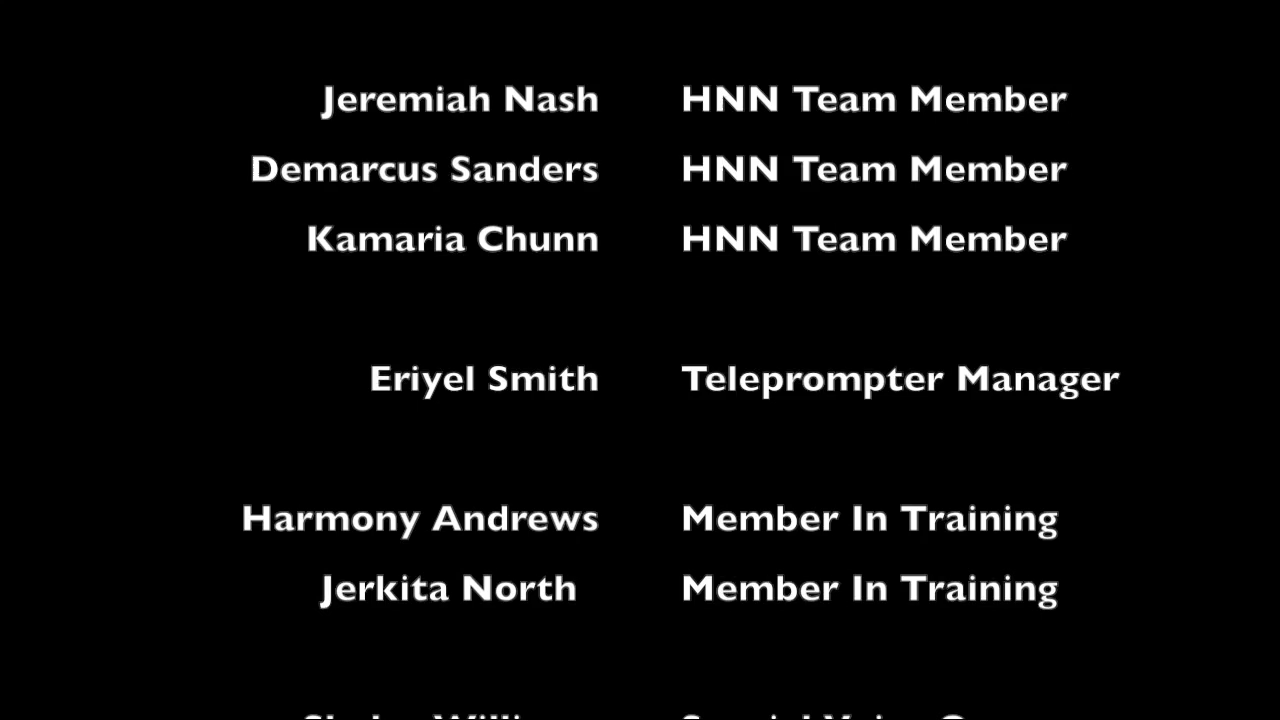 Jeremiah Nash HNN Team Member
Demarcus Sanders HNN Team Member
Kamaria Chunn HNN Team Member
Eriyel Smith Teleprompter Manager
Harmony Andrews Member In Training
Jerkita North Member In Training